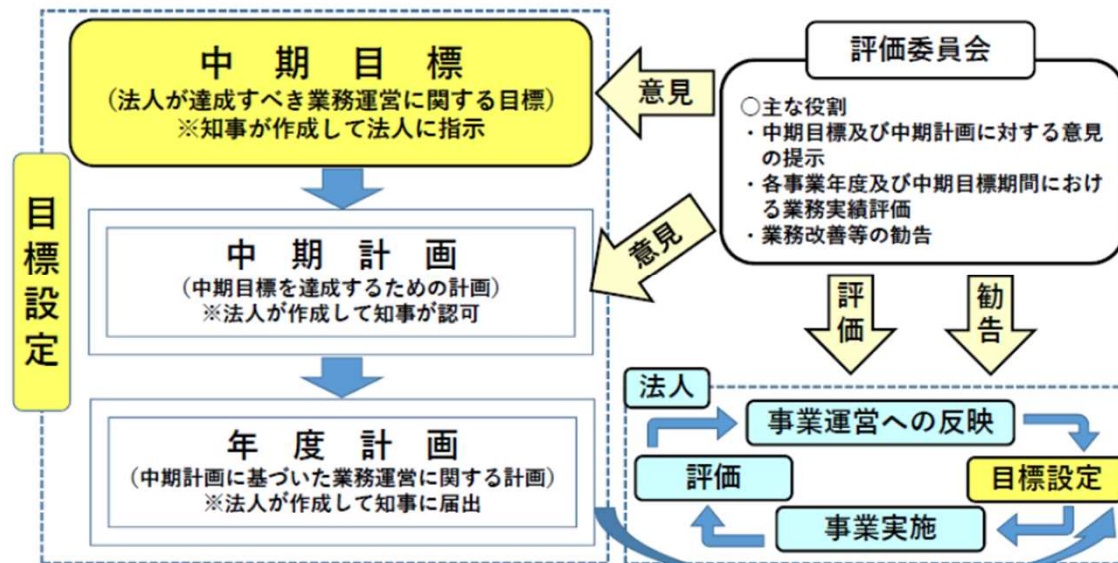 目標設定
中期目標
(法人が達成すべき業務運営に関する目標)
※知事が作成して法人に指示
中期計画
(中期目標を達成するための計画)
※法人が作成して知事が認可
年度計画
(中期計画に基づいた業務運営に関する計画)
※法人が作成して知事に届出
意見
意見
評価委員会
○主な役割
・中期目標及び中期計画に対する意見
の提示
・各事業年度及び中期目標期間におけ
る業務実績評価
・業務改善等の勧告
評価
勧告
法人
事業運営への反映
評価
目標設定
事業実施